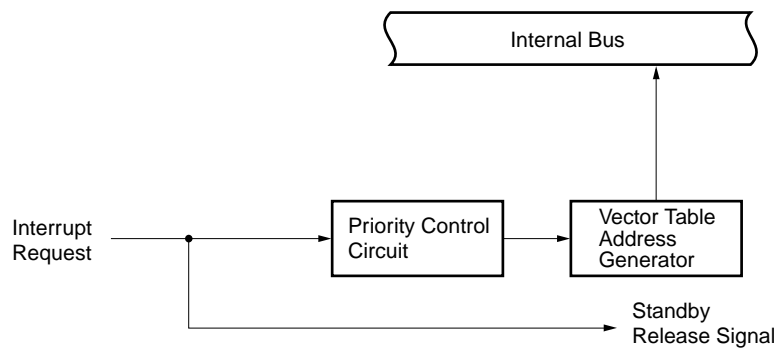 Internal Bus
Interrupt
Request
Priority Control
Circuit
Vector Table
Address
Generator
Standby
Release Signal